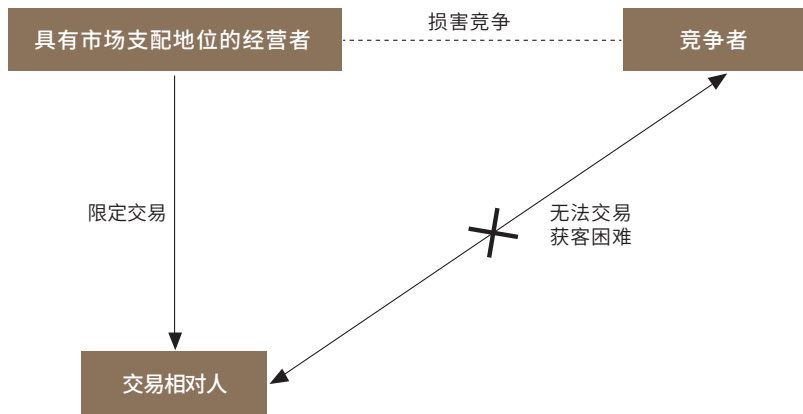 具有市场支配地位的经营者
损害竞争
竞争者
限定交易
无法交易
获客困难
交易相对人